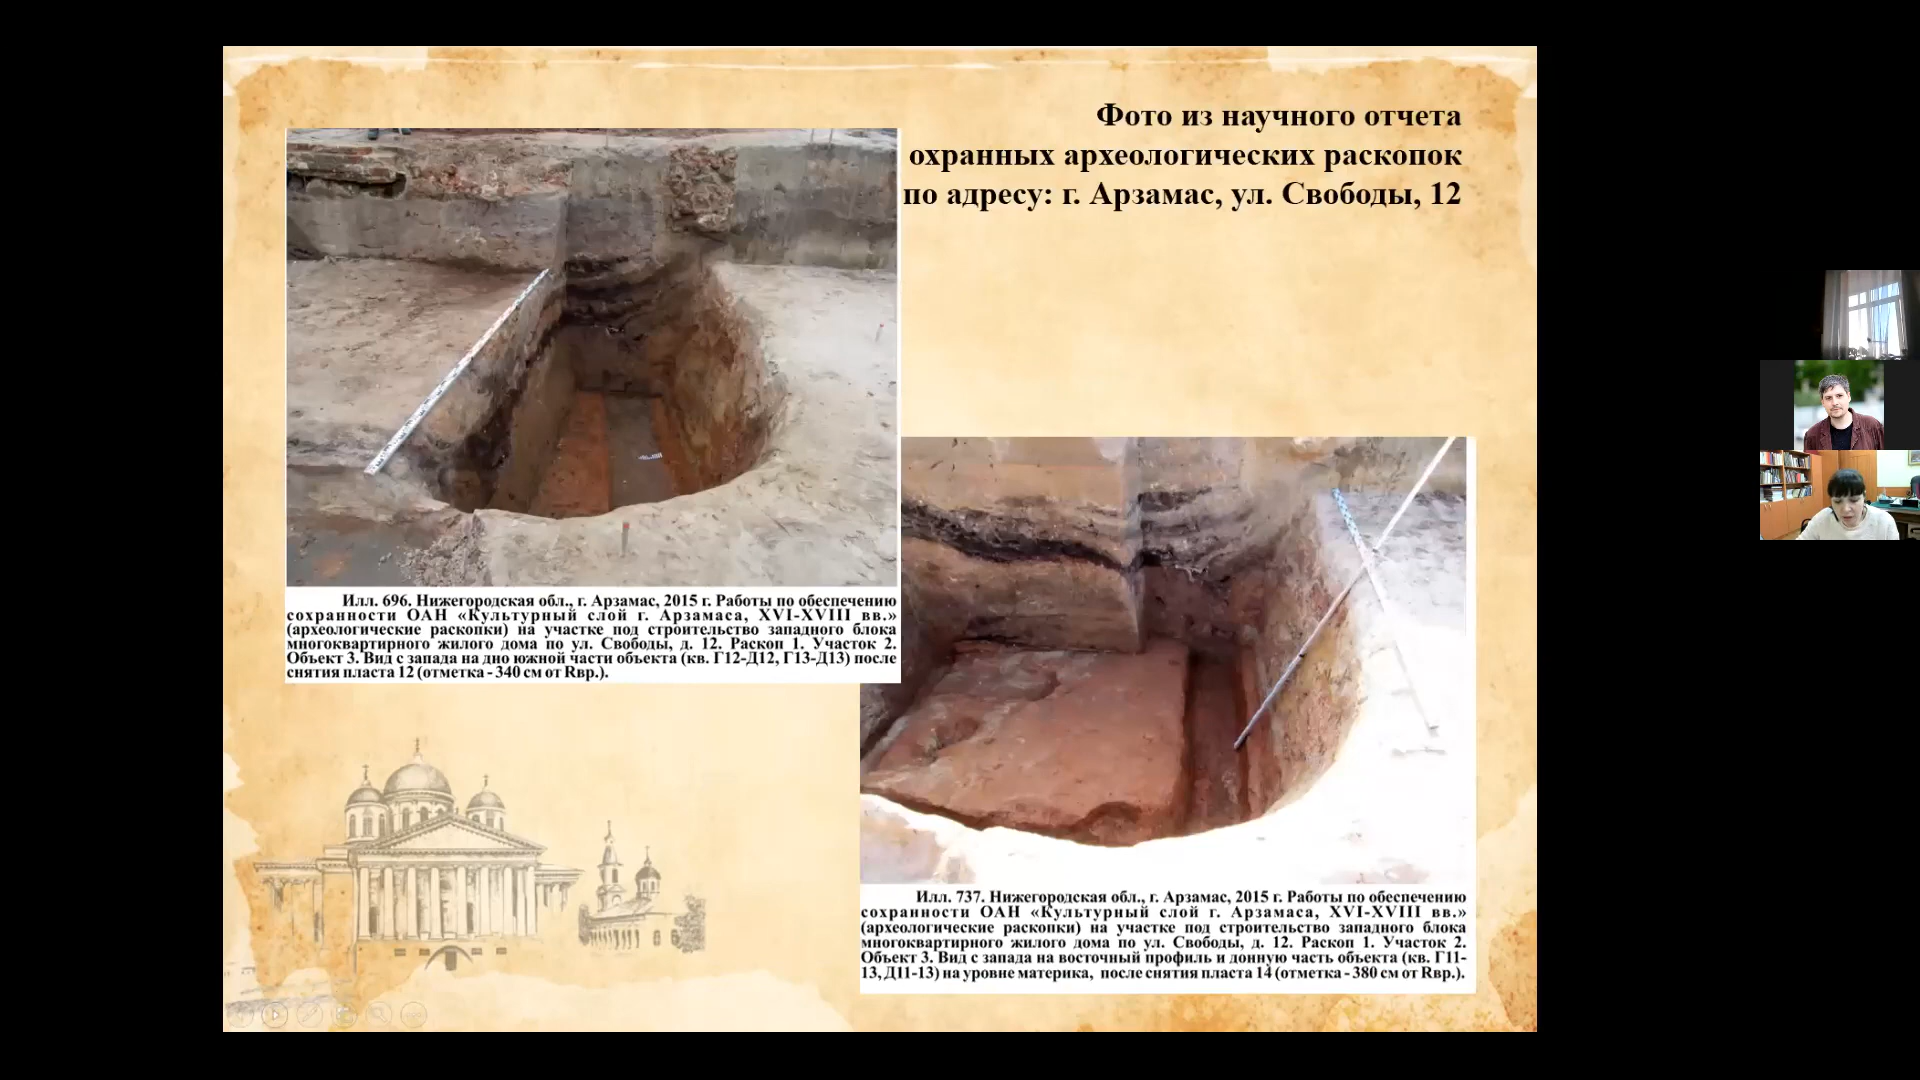 Фото из научного отчета
охранных археологических раскопок
по адресу: г. Арзамас, ул. Свободы, 12
Илл. 696. Нижегородская обл., г. Арзамас, 2015 г. Работы по обеспечению
сохранности ОАН «Культурный слой г. Арзамаса, XVI-XVIII вв.»
(археологические раскопки) на участке под строительство западного блока
многоквартирного жилого дома по ул. Свободы, д. 12. Раскоп 1. Участок 2.
Объект 3. Вид с запада на дно южной части объекта (кв. Г12-Д12, Г13-Д13) после
снятия пласта 12 (отметка - 340 см от Rвр.).
Илл. 737. Нижегородская обл., г. Арзамас, 2015 г. Работы по обеспечению
сохранности ОАН «Культурный слой г. Арзамаса, XVI-XVIII вв.»
(археологические раскопки) на участке под строительство западного блока
многоквартирного жилого дома по ул. Свободы, д. 12. Раскоп 1. Участок 2.
Объект 3. Вид с запада на восточный профиль и донную часть объекта (кв. Г11-
13, Д11-13) на уровне материка, после снятия пласта 14 (отметка - 380 см от Rвр.).